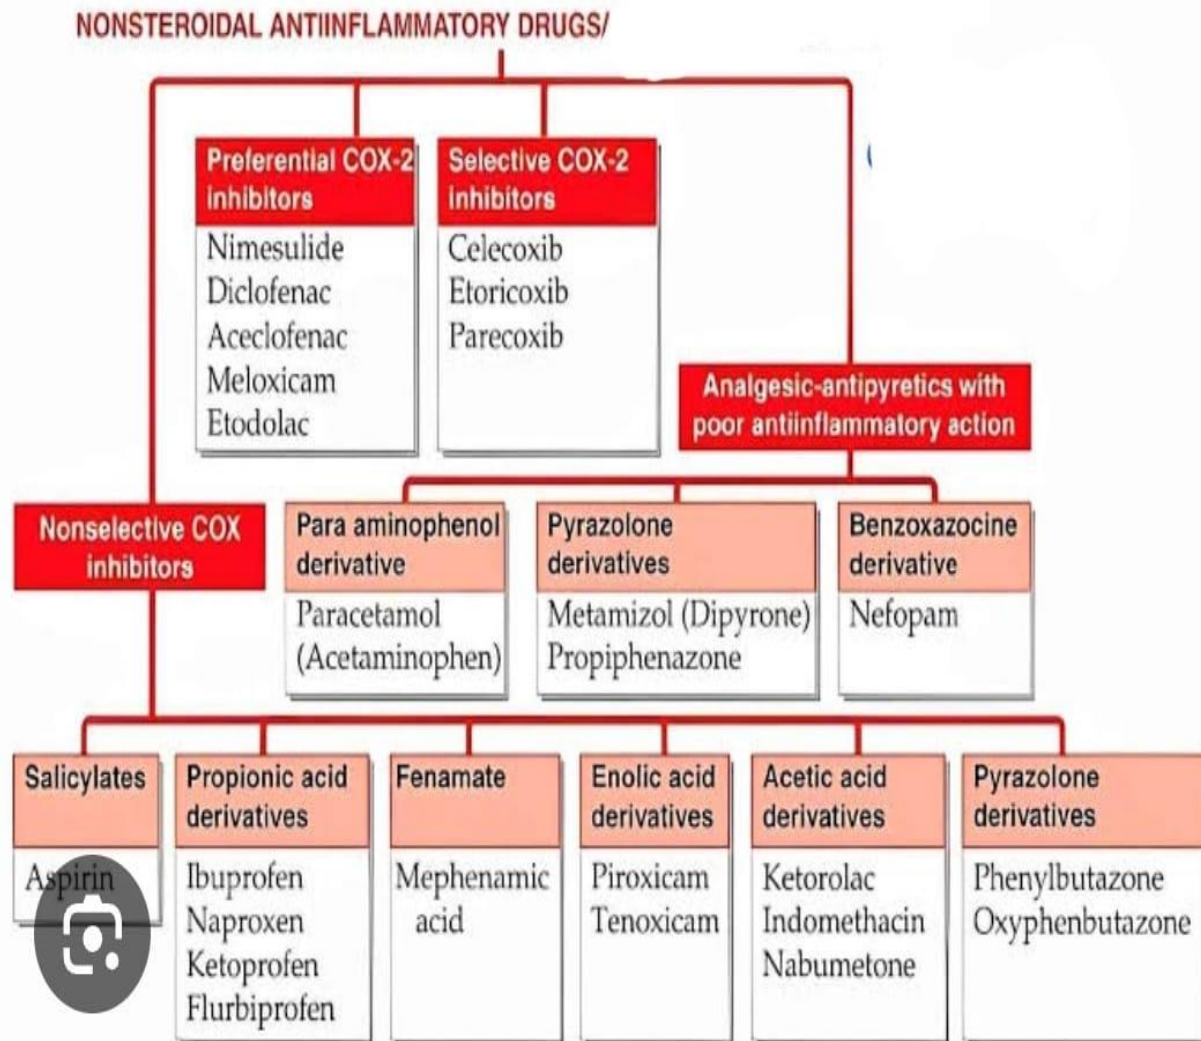 NONSTEROIDAL ANTIINFLAMMATORY DRUGS/
Preferential COX-2
inhibitors
Nimesulide
Diclofenac
Aceclofenac
Meloxicam
Etodolac
Selective COX-2
inhibitors
Celecoxib
Etoricoxib
Parecoxib
Analgesic-antipyretics with
poor antiinflammatory action
Para aminophenol
derivative
Paracetamol
(Acetaminophen)
Pyrazolone
derivatives
Metamizol (Dipyrone)
Propiphenazone
Benzoxazocine
derivative
Nefopam
Nonselective COX
inhibitors
Salicylates
Aspirin
Propionic acid
derivatives
Ibuprofen
Naproxen
Ketoprofen
Flurbiprofen
Fenamate
Mephenamic
acid
Enolic acid
derivatives
Piroxicam
Tenoxicam
Acetic acid
derivatives
Ketorolac
Indomethacin
Nabumetone
Pyrazolone
derivatives
Phenylbutazone
Oxyphenbutazone